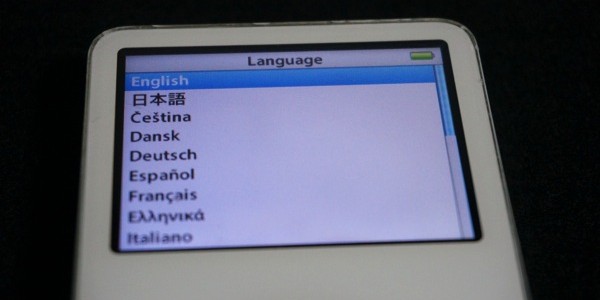 Language
English
日本語
Čeština
Dansk
Deutsch
Español
Français
Ελληνικά
Italiano